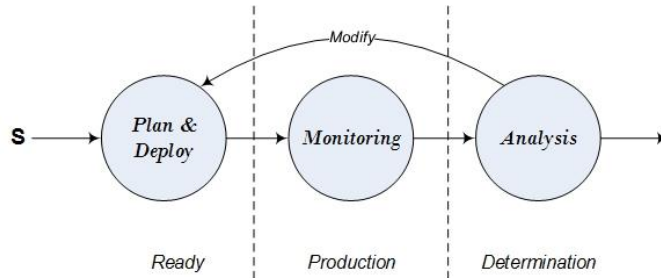 Modify
S
Plan &
Deploy
Monitoring
Analysis
Ready
Production
Determination